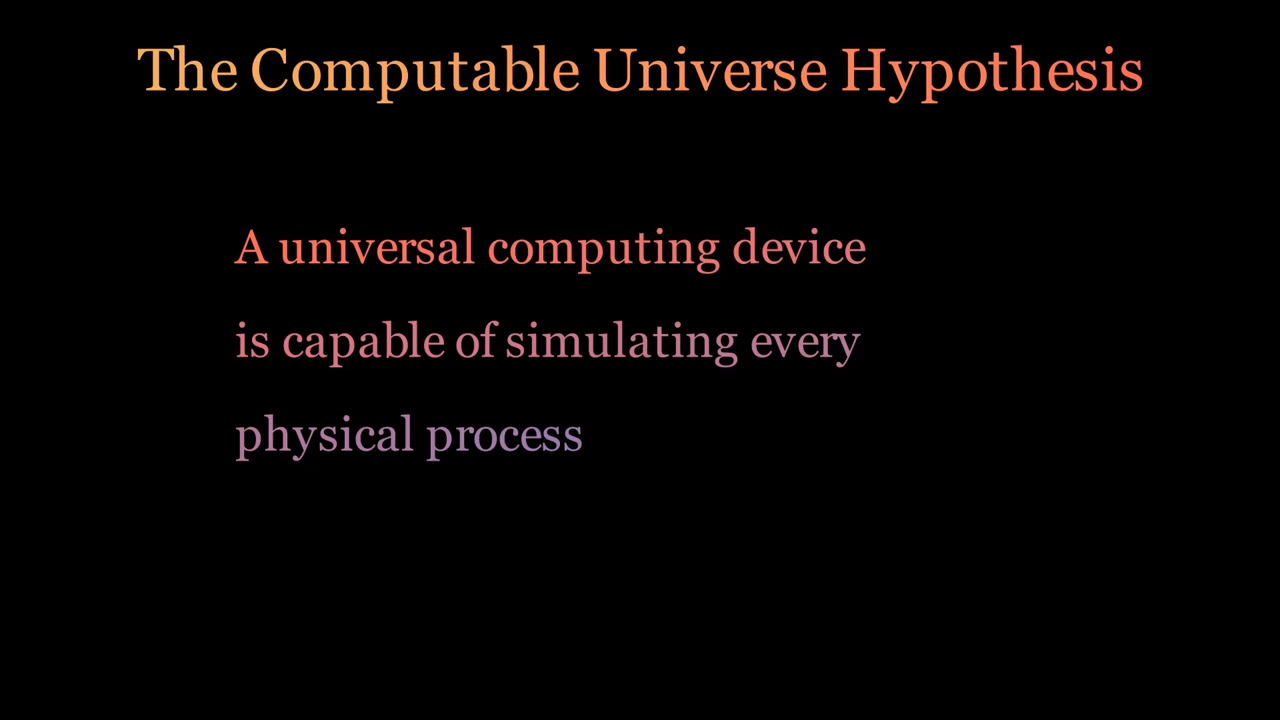 The Computable Universe Hypothesis
A universal computing device
is capable of simulating every
physical process